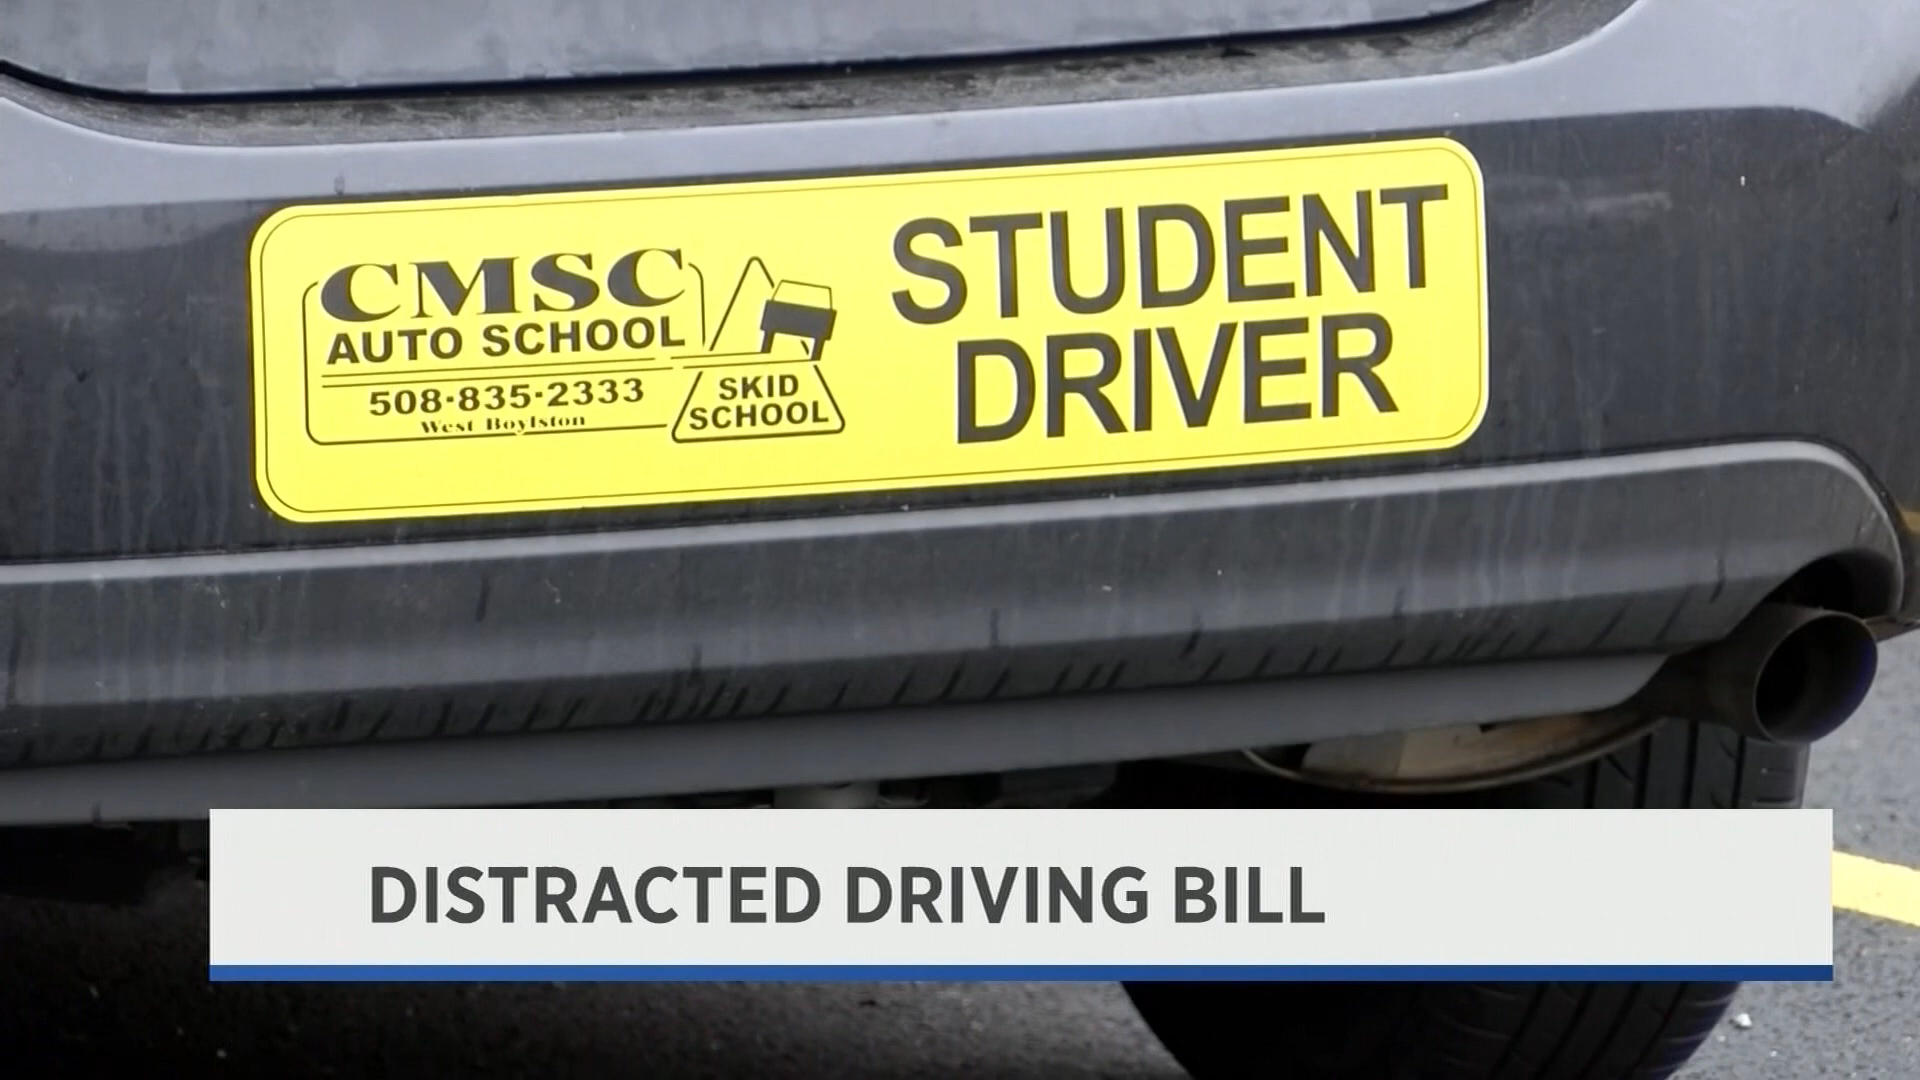 CMSC
AUTO SCHOOL
508-835-2333
West Boylston
SKID
SCHOOL
STUDENT
DRIVER
DISTRACTED DRIVING BILL